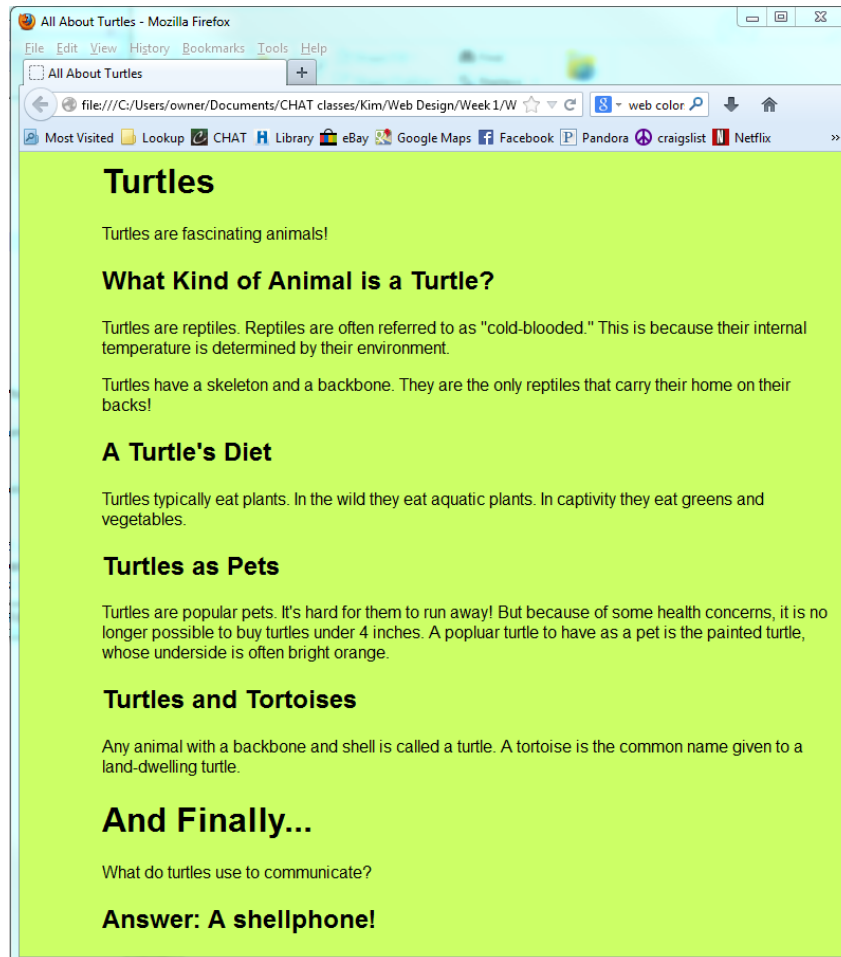 All About Turtles - Mozilla Firefox
File Edit View History Bookmarks Tools Help
All About Turtles +
file:///C:/Users/owner/Documents/CHAT classes/Kim/Web Design/Week 1/W 8 web color
Most Visited Lookup CHAT H Library eBay Google Maps Facebook P Pandora craigslist N Netflix »
Turtles
Turtles are fascinating animals!
What Kind of Animal is a Turtle?
Turtles are reptiles. Reptiles are often referred to as "cold-blooded." This is because their internal
temperature is determined by their environment.
Turtles have a skeleton and a backbone. They are the only reptiles that carry their home on their
backs!
A Turtle's Diet
Turtles typically eat plants. In the wild they eat aquatic plants. In captivity they eat greens and
vegetables.
Turtles as Pets
Turtles are popular pets. It's hard for them to run away! But because of some health concerns, it is no
longer possible to buy turtles under 4 inches. A popluar turtle to have as a pet is the painted turtle,
whose underside is often bright orange.
Turtles and Tortoises
Any animal with a backbone and shell is called a turtle. A tortoise is the common name given to a
land-dwelling turtle.
And Finally...
What do turtles use to communicate?
Answer: A shellphone!